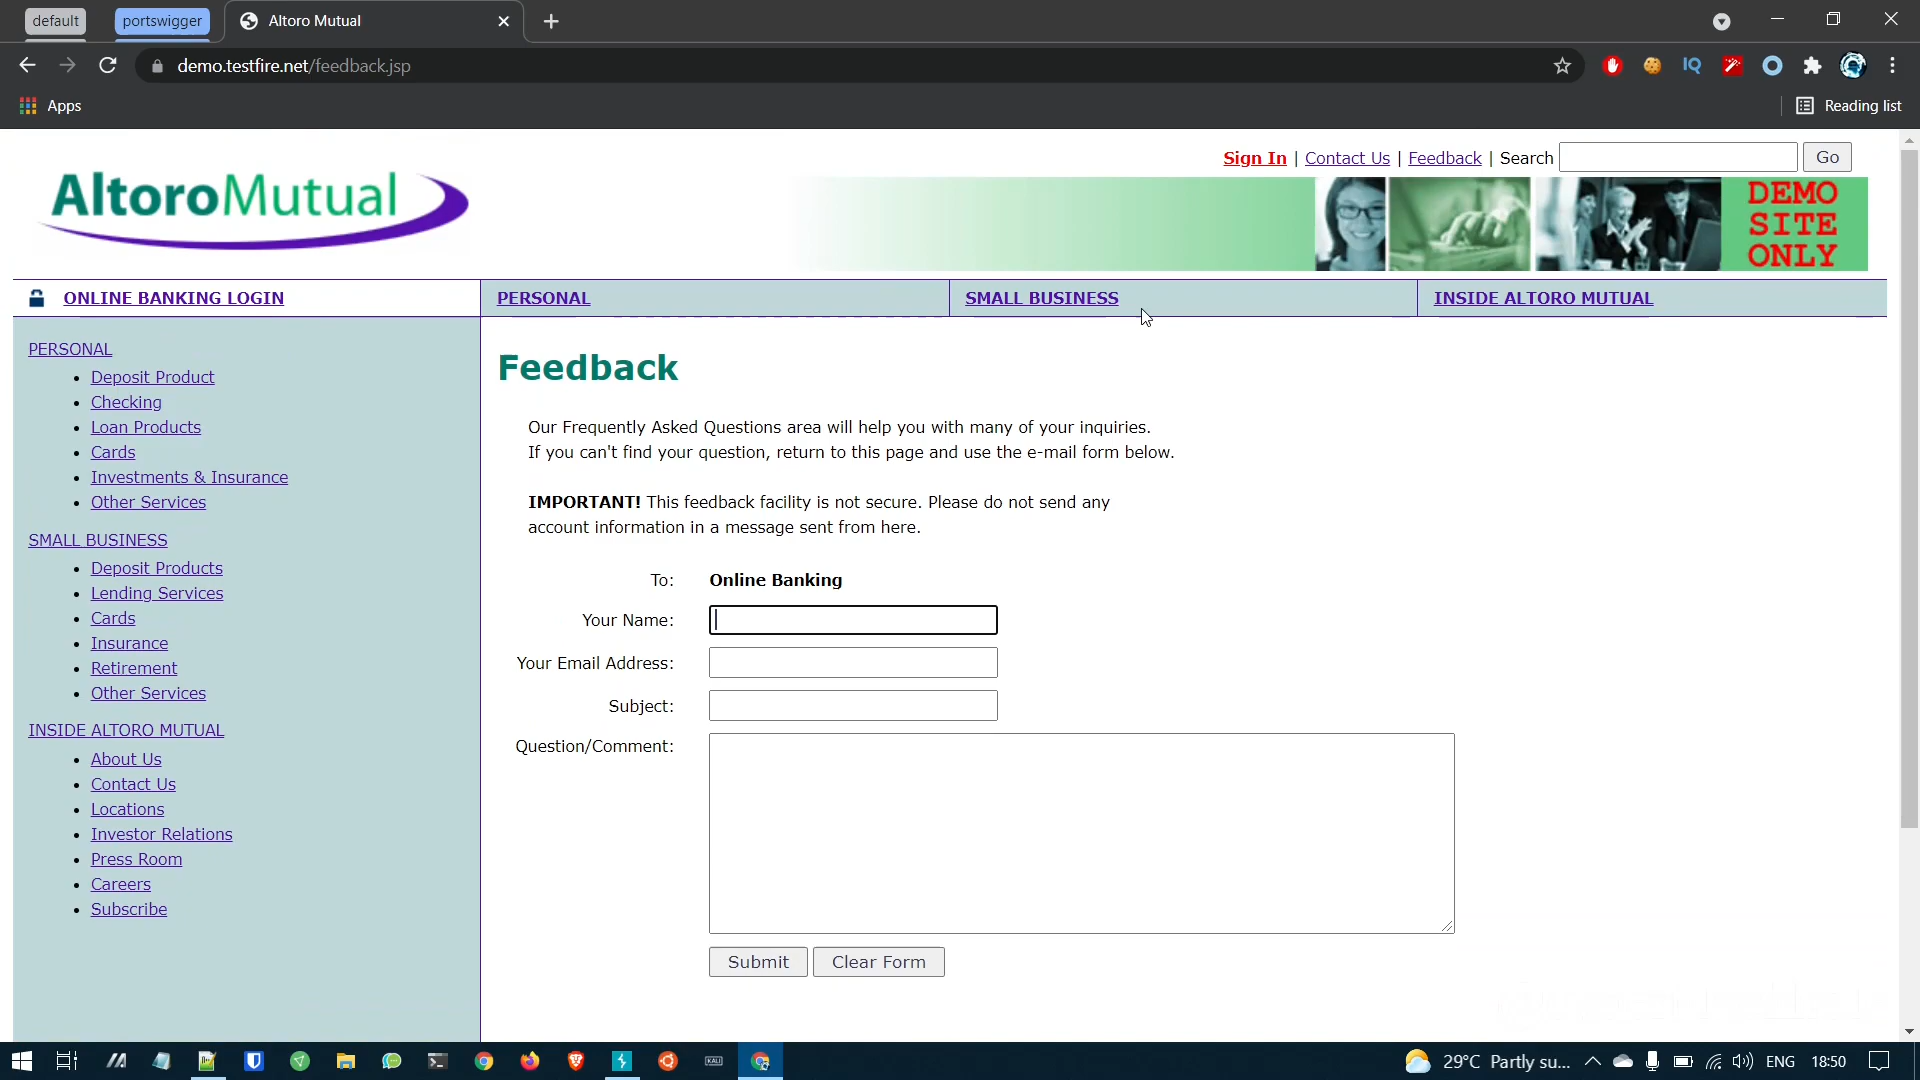 default
portswigger
Altoro Mutual
demo.testfire.net/feedback.jsp
Apps
Reading list
Sign In | Contact Us | Feedback | Search
Go
AltoroMutual
DEMO
SITE
ONLY
ONLINE BANKING LOGIN
PERSONAL
SMALL BUSINESS
INSIDE ALTORO MUTUAL
PERSONAL
Deposit Product
Checking
Loan Products
Cards
Investments & Insurance
Other Services
SMALL BUSINESS
Deposit Products
Lending Services
Cards
Insurance
Retirement
Other Services
INSIDE ALTORO MUTUAL
About Us
Contact Us
Locations
Investor Relations
Press Room
Careers
Subscribe
Feedback
Our Frequently Asked Questions area will help you with many of your inquiries.
If you can't find your question, return to this page and use the e-mail form below.
IMPORTANT! This feedback facility is not secure. Please do not send any
account information in a message sent from here.
To: Online Banking
Your Name:
Your Email Address:
Subject:
Question/Comment:
Submit
Clear Form
29°C Partly su...
ENG
18:50